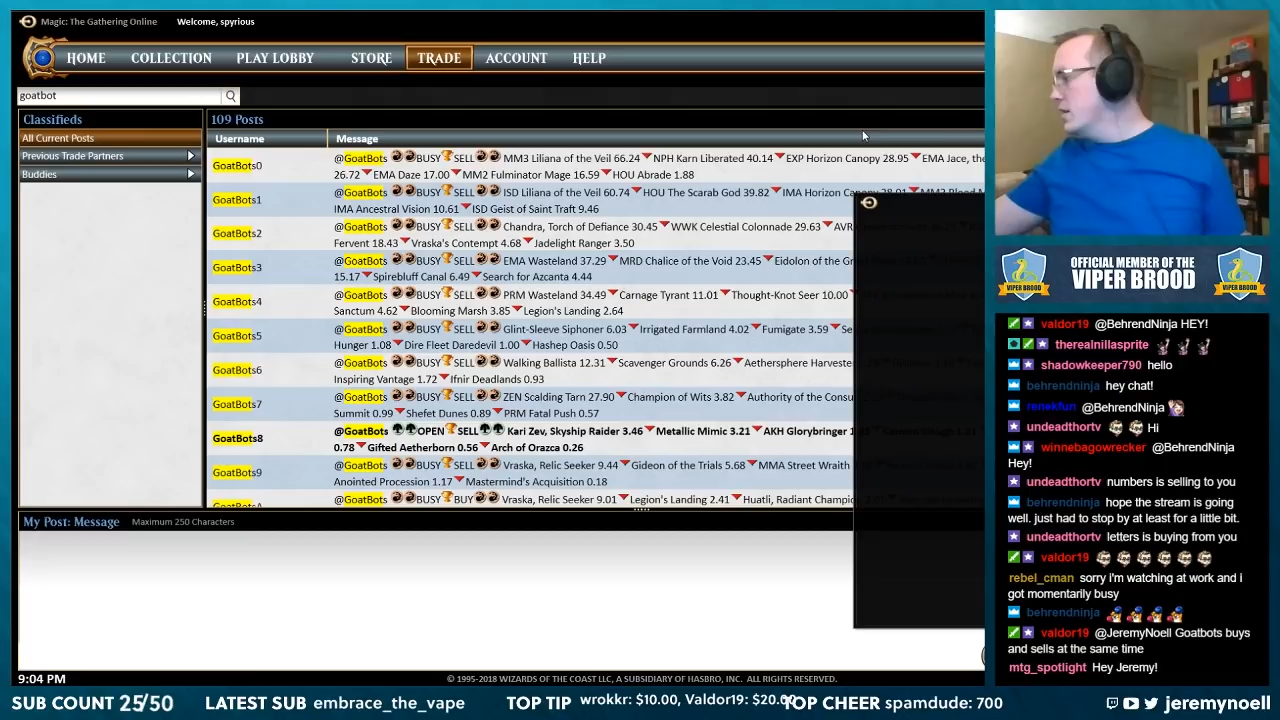 Magic: The Gathering Online Welcome, spyrious
HOME COLLECTION PLAY LOBBY STORE TRADE ACCOUNT HELP
goatbot
Classifieds
All Current Posts
Previous Trade Partners
Buddies
109 Posts
Username Message
GoatBots0 @GoatBots BUSY SELL MM3 Liliana of the Veil 66.24 NPH Karn Liberated 40.14 EXP Horizon Canopy 28.95 EMA Jace, the
26.72 EMA Daze 17.00 MM2 Fulminator Mage 16.59 HOU Abrade 1.88
GoatBots1 @GoatBots BUSY SELL ISD Liliana of the Veil 60.74 HOU The Scarab God 39.82 IMA Horizon Canopy 28.91
IMA Ancestral Vision 10.61 ISD Geist of Saint Traft 9.46
GoatBots2 @GoatBots BUSY SELL Chandra, Torch of Defiance 30.45 WWK Celestial Colonnade 29.63
Fervent 18.43 Vraska's Contempt 4.68 Jadelight Ranger 3.50
GoatBots3 @GoatBots BUSY SELL EMA Wasteland 37.29 MRD Chalice of the Void 23.45 Eidolon of the
15.17 Spirebluff Canal 6.49 Search for Azcanta 4.44
GoatBots4 @GoatBots BUSY SELL PRM Wasteland 34.49 Carnage Tyrant 11.01 Thought-Knot Seer 10.00
Sanctum 4.62 Blooming Marsh 3.85 Legion's Landing 2.64
GoatBots5 @GoatBots BUSY SELL Glint-Sleeve Siphoner 6.03 Irrigated Farmland 4.02 Fumigate 3.59
Hunger 1.08 Dire Fleet Daredevil 1.00 Hashep Oasis 0.50
GoatBots6 @GoatBots BUSY SELL Walking Ballista 12.31 Scavenger Grounds 6.26 Aethersphere Harvester
Inspiring Vantage 1.72 Ifnir Deadlands 0.93
GoatBots7 @GoatBots BUSY SELL ZEN Scalding Tarn 27.90 Champion of Wits 3.82 Authority of the
Summit 0.99 Shefet Dunes 0.89 PRM Fatal Push 0.57
GoatBots8 @GoatBots OPEN SELL Kari Zev, Skyship Raider 3.46 Metallic Mimic 3.21 AKH Glorybringer
0.78 Gifted Aetherborn 0.56 Arch of Orazca 0.26
GoatBots9 @GoatBots BUSY SELL Vraska, Relic Seeker 9.44 Gideon of the Trials 5.68 MMA Street Wraith
Anointed Procession 1.17 Mastermind's Acquisition 0.18
@GoatBots BUSY BUY Vraska, Relic Seeker 9.01 Legion's Landing 2.41 Huatli, Radiant
My Post: Message Maximum 250 Characters
9:04 PM
© 1995-2018 WIZARDS OF THE COAST LLC, A SUBSIDIARY OF HASBRO, INC. ALL RIGHTS RESERVED.
VIPER BROOD OFFICIAL MEMBER OF THE VIPER BROOD
VIPER BROOD
valdor19 @BehrendNinja HEY!
therealnillasprite
shadowkeeper790 hello
behrendninja hey chat!
renekfun @BehrendNinja
undeadthortv Hi
winnebagowrecker @BehrendNinja
Hey!
undeadthortv numbers is selling to you
behrendninja hope the stream is going
well. just had to stop by at least for a little bit.
undeadthortv letters is buying from you
valdor19
rebel_cman sorry i'm watching at work and i
got momentarily busy
behrendninja
valdor19 @JeremyNoell Goatbots buys
and sells at the same time
mtg_spotlight Hey Jeremy!
SUB COUNT 25/50 LATEST SUB embrace_the_vape TOP TIP wrokkr: $10.00, Valdor19: $20.00 TOP CHEER spamdude: 700 jeremynoell